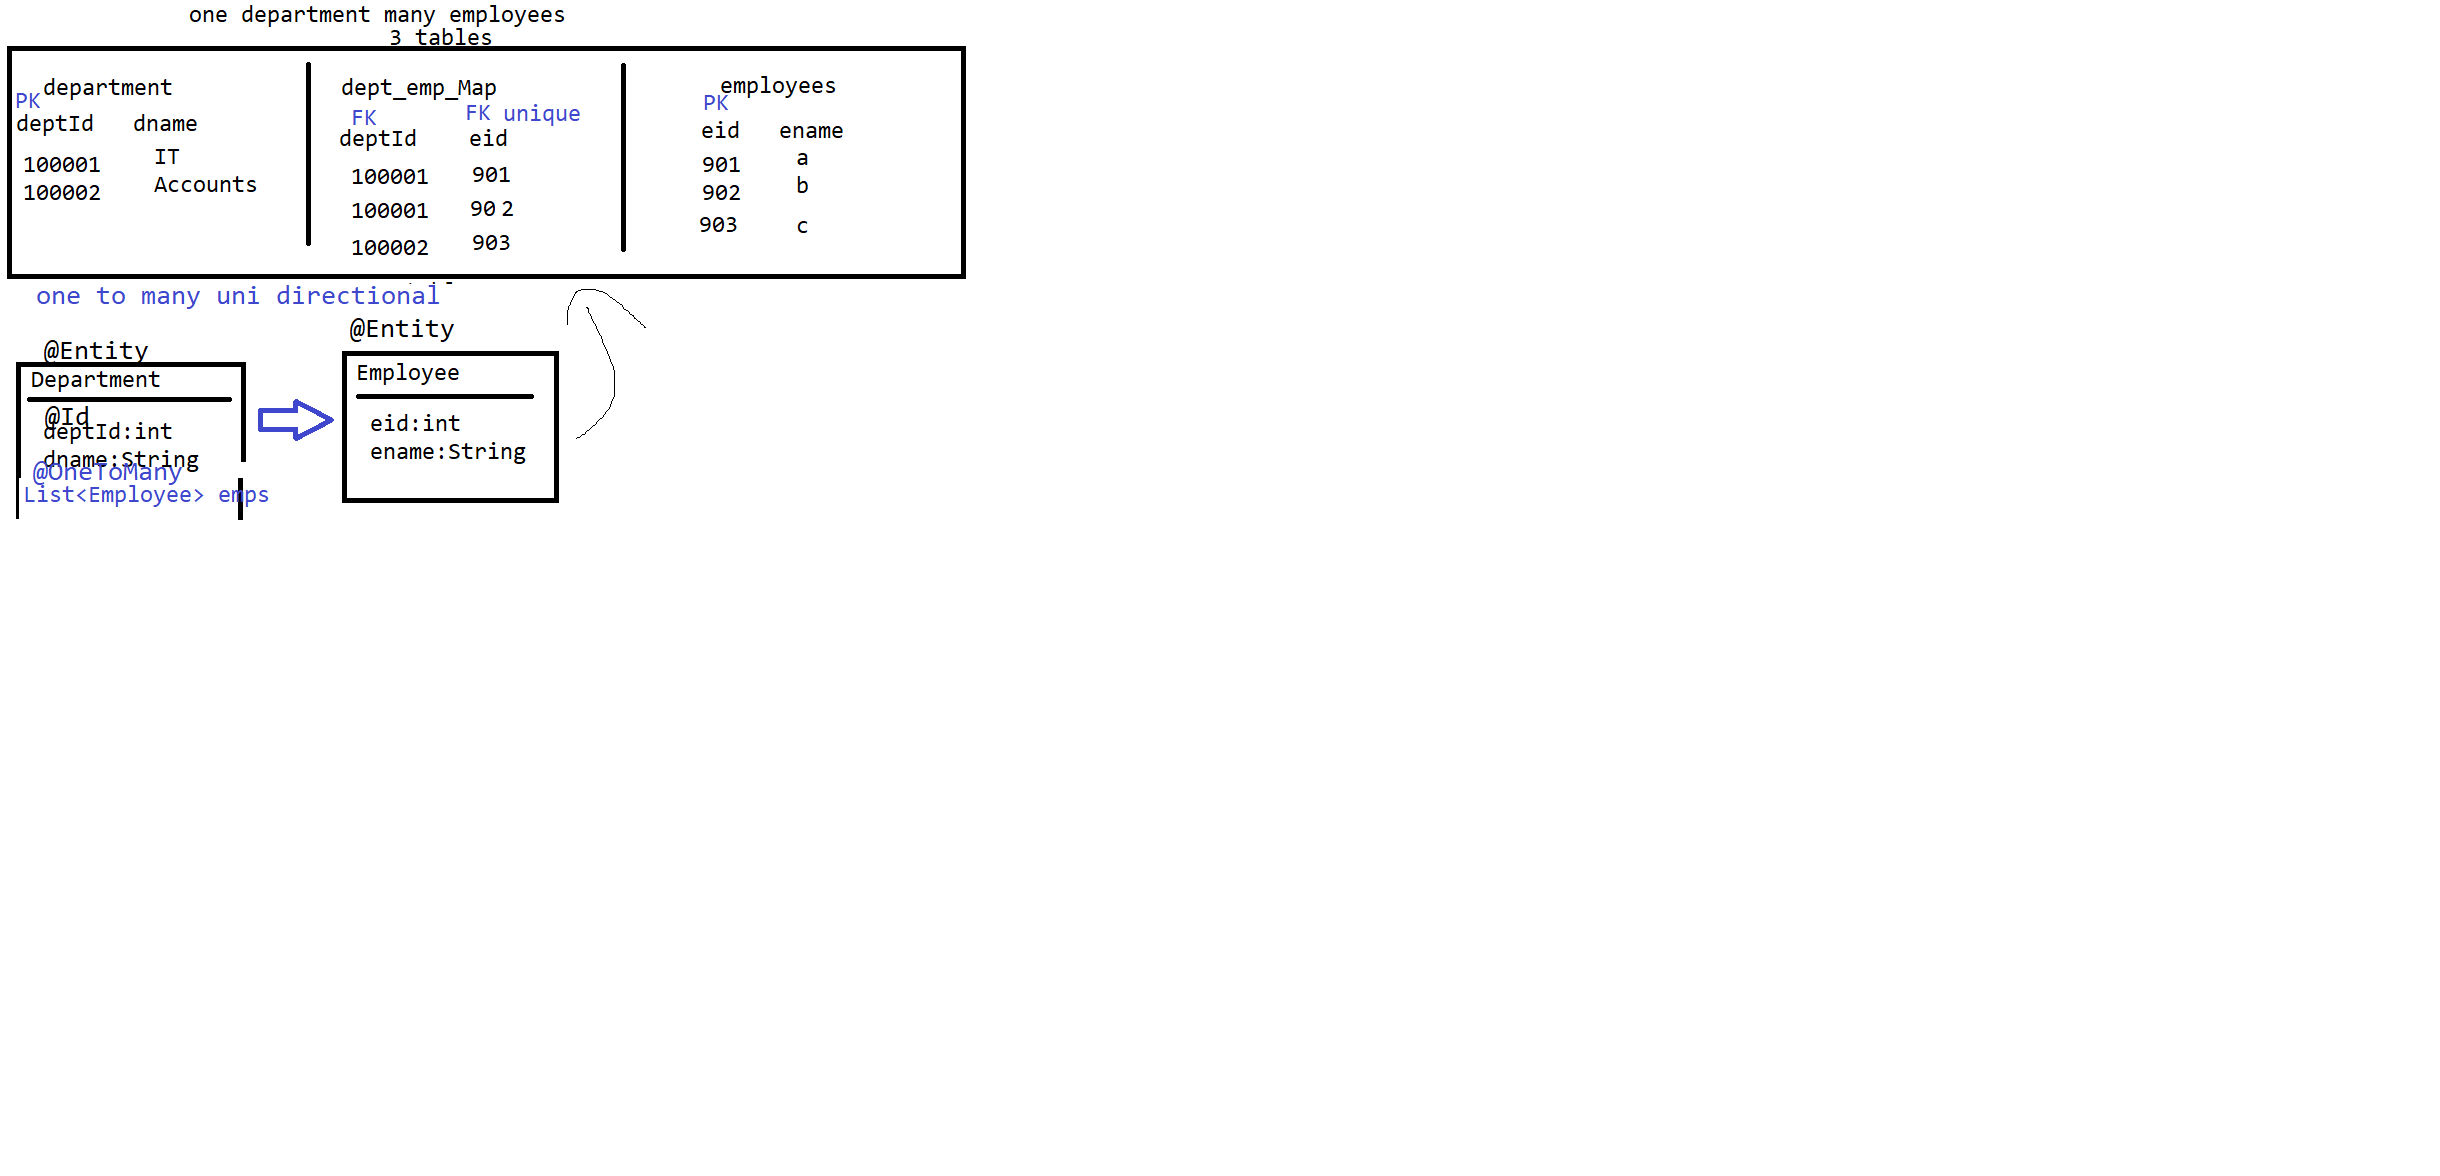 one department many employees
3 tables
department
PK
deptId dname
100001 IT
100002 Accounts
dept_emp_Map
FK FK unique
deptId eid
100001 901
100001 90 2
100002 903
employees
PK
eid ename
901 a
902 b
903 c
one to many uni directional
@Entity
Department
@Id
deptId:int
dname:String
@OneToMany
List<Employee> emps
@Entity
Employee
eid:int
ename:String